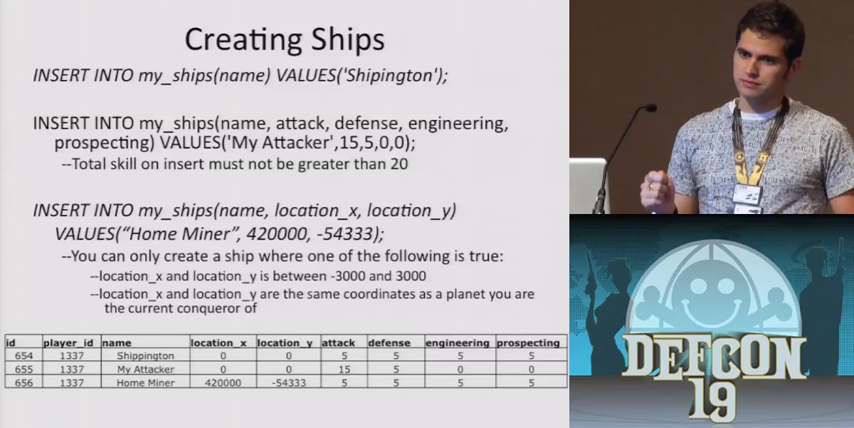 Creating Ships
INSERT INTO my_ships(name) VALUES('Shipington');
INSERT INTO my_ships(name, attack, defense, engineering,
prospecting) VALUES('My Attacker',15,5,0,0);
--Total skill on insert must not be greater than 20
INSERT INTO my_ships(name, location_x, location_y)
VALUES(“Home Miner”, 420000, -54333);
--You can only create a ship where one of the following is true:
--location_x and location_y is between -3000 and 3000
--location_x and location_y are the same coordinates as a planet you are
the current conqueror of
id player_id name location_x location_y attack defense engineering prospecting
654 1337 Shippington 0 0 5 5 5 5
655 1337 My Attacker 0 0 15 5 0 0
656 1337 Home Miner 420000 -54333 5 5 5 5
DEFCON
19